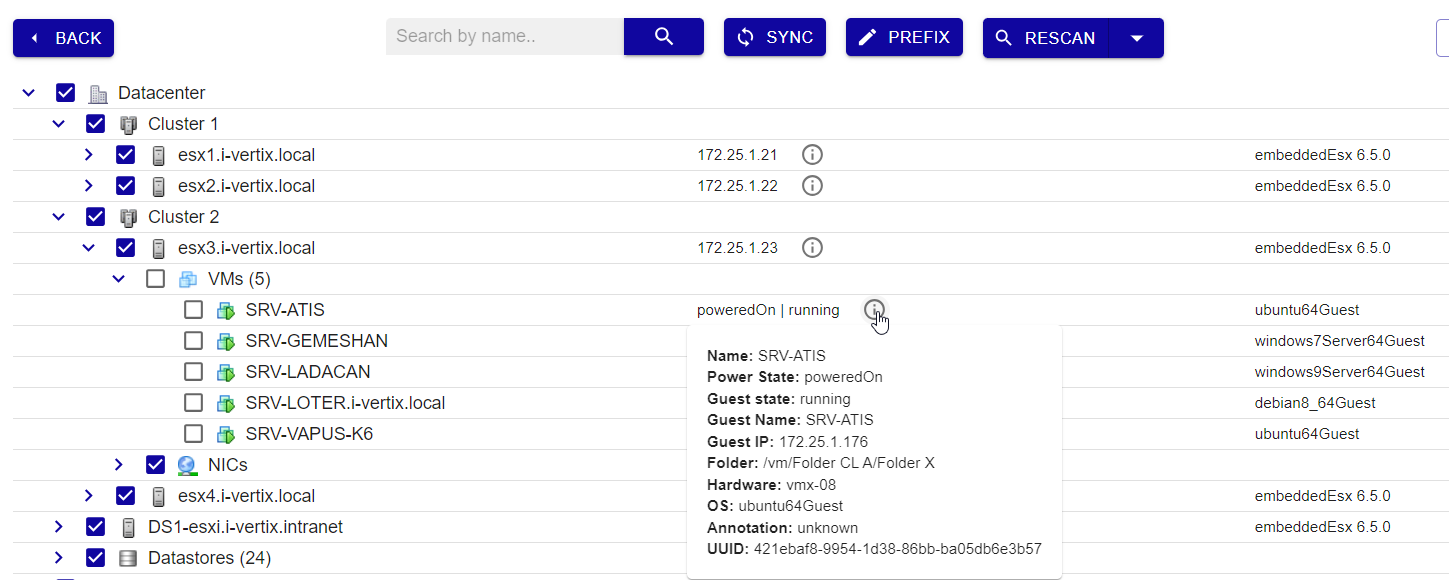 BACK Search by name.. SYNC PREFIX RESCAN
Datacenter
Cluster 1
esx1.i-vertix.local 172.25.1.21 embeddedEsx 6.5.0
esx2.i-vertix.local 172.25.1.22 embeddedEsx 6.5.0
Cluster 2
esx3.i-vertix.local 172.25.1.23 embeddedEsx 6.5.0
VMs (5)
SRV-ATIS poweredOn | running ubuntu64Guest
SRV-GEMESHAN windows7Server64Guest
SRV-LADACAN windows9Server64Guest
SRV-LOTER.i-vertix.local debian8_64Guest
SRV-VAPUS-K6 ubuntu64Guest
NICs
esx4.i-vertix.local embeddedEsx 6.5.0
DS1-esxi.i-vertix.intranet embeddedEsx 6.5.0
Datastores (24)
Name: SRV-ATIS
Power State: poweredOn
Guest state: running
Guest Name: SRV-ATIS
Guest IP: 172.25.1.176
Folder: /vm/Folder CL A/Folder X
Hardware: vmx-08
OS: ubuntu64Guest
Annotation: unknown
UUID: 421ebaf8-9954-1d38-86bb-ba05db6e3b57